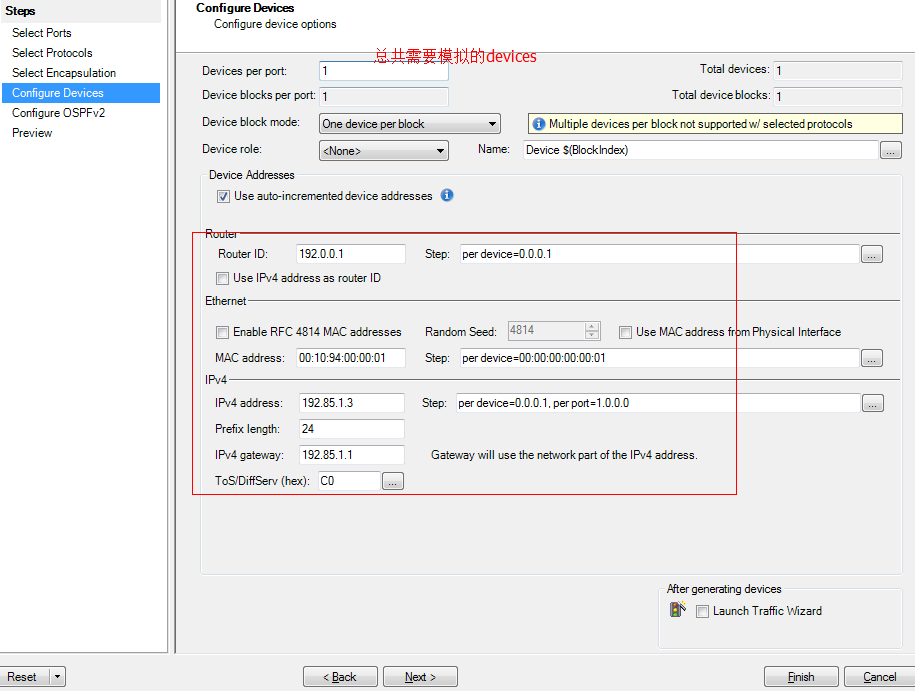 Steps
Select Ports
Select Protocols
Select Encapsulation
Configure Devices
Configure OSPFv2
Preview
Configure Devices
Configure device options
总共需要模拟的devices
Devices per port: 1 Total devices: 1
Device blocks per port: 1 Total device blocks: 1
Device block mode: One device per block Multiple devices per block not supported w/ selected protocols
Device role: <None> Name: Device $(BlockIndex) ...
Device Addresses
Use auto-incremented device addresses
Router
Router ID: 192.0.0.1 Step: per device=0.0.0.1 ...
Use IPv4 address as router ID
Ethernet
Enable RFC 4814 MAC addresses Random Seed: 4814 Use MAC address from Physical Interface
MAC address: 00:10:94:00:00:01 Step: per device=00:00:00:00:00:01 ...
IPv4
IPv4 address: 192.85.1.3 Step: per device=0.0.0.1, per port=1.0.0.0 ...
Prefix length: 24
IPv4 gateway: 192.85.1.1 Gateway will use the network part of the IPv4 address.
ToS/DiffServ (hex): C0 ...
After generating devices
Launch Traffic Wizard
Reset < Back Next > Finish Cancel